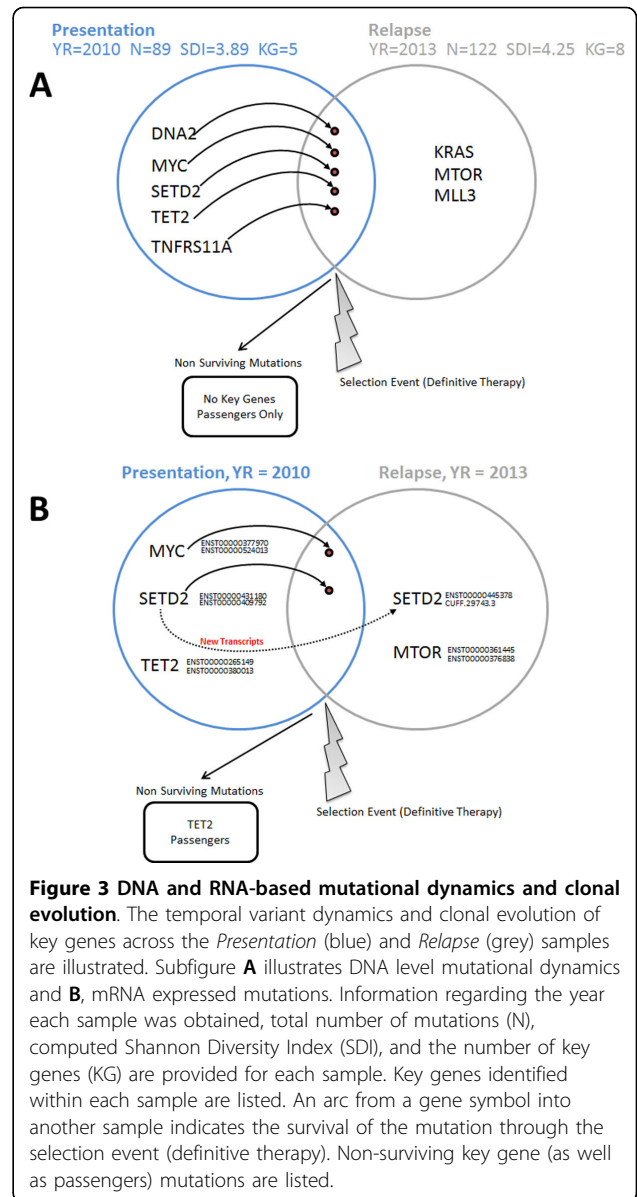 Presentation
YR=2010 N=89 SDI=3.89 KG=5
Relapse
YR=2013 N=122 SDI=4.25 KG=8
A
DNA2
MYC
SETD2
TET2
TNFRS11A
KRAS
MTOR
MLL3
Non Surviving Mutations
No Key Genes
Passengers Only
Selection Event (Definitive Therapy)
Presentation, YR = 2010
Relapse, YR = 2013
B
MYC
ENST00000377970
ENST00000524013
SETD2
ENST00000431180
ENST00000409792
SETD2
ENST00000445378
CUFF.29743.3
New Transcripts
TET2
ENST00000265149
ENST00000380013
MTOR
ENST00000361445
ENST00000376838
Non Surviving Mutations
TET2
Passengers
Selection Event (Definitive Therapy)
Figure 3 DNA and RNA-based mutational dynamics and clonal
evolution. The temporal variant dynamics and clonal evolution of
key genes across the Presentation (blue) and Relapse (grey) samples
are illustrated. Subfigure A illustrates DNA level mutational dynamics
and B, mRNA expressed mutations. Information regarding the year
each sample was obtained, total number of mutations (N),
computed Shannon Diversity Index (SDI), and the number of key
genes (KG) are provided for each sample. Key genes identified
within each sample are listed. An arc from a gene symbol into
another sample indicates the survival of the mutation through the
selection event (definitive therapy). Non-surviving key gene (as well
as passengers) mutations are listed.